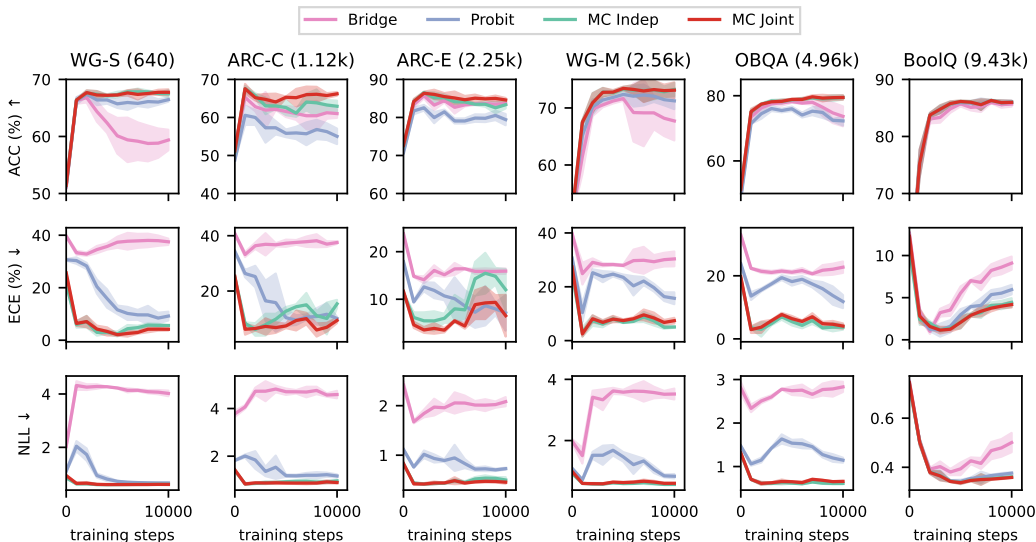 Bridge Probit MC Indep MC Joint
WG-S (640) ARC-C (1.12k) ARC-E (2.25k) WG-M (2.56k) OBQA (4.96k) BoolQ (9.43k)
ACC (%) ↑
70 60 50
70 60 50 40
90 80 70 60
70 60
80 60
90 80 70
ECE (%) ↓
40 20 0
40 20
20 10 0
40 20 0
20 0
10 5 0
NLL ↓
4 2
4 2
2 1
4 2
3 2 1
0.6 0.4
0 10000 0 10000 0 10000 0 10000 0 10000 0 10000
training steps training steps training steps training steps training steps training steps